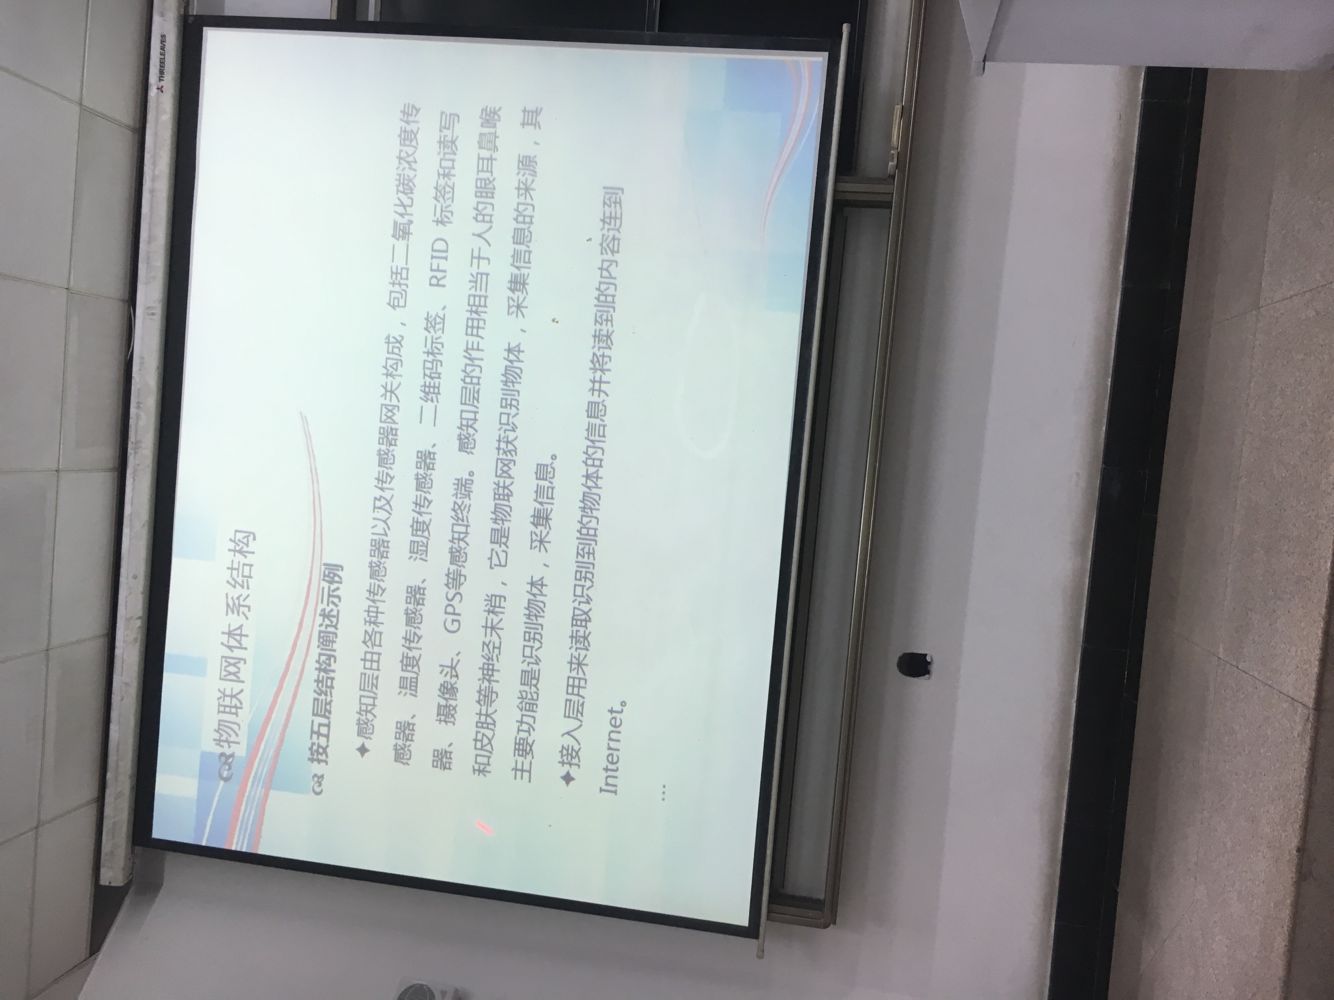 物联网体系结构
按五层结构阐述示例
感知层由各种传感器以及传感器网关构成，包括二氧化碳浓度传
感器、温度传感器、湿度传感器、二维码标签、RFID 标签和读写
器、摄像头、GPS等感知终端。感知层的作用相当于人的眼耳鼻喉
和皮肤等神经末梢，它是物联网获识别物体，采集信息的来源，其
主要功能是识别物体，采集信息。
接入层用来读取识别到的物体的信息并将读到的内容连到
Internet。
...
THREELEAVES